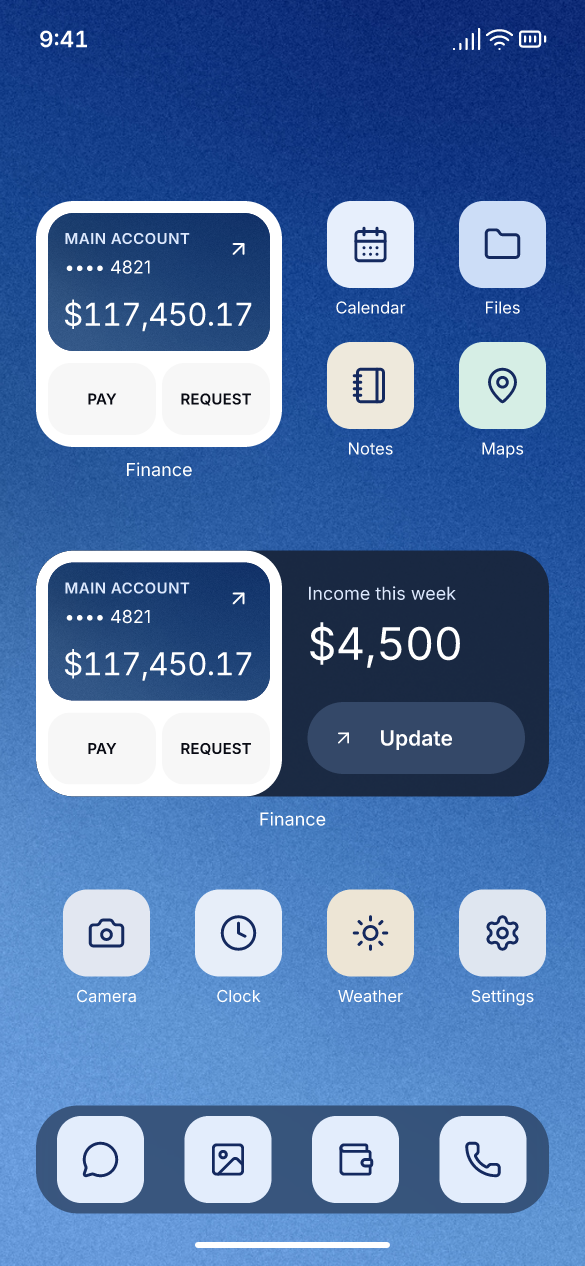 9:41
MAIN ACCOUNT
•••• 4821
$117,450.17
PAY
REQUEST
Finance
Calendar
Files
Notes
Maps
MAIN ACCOUNT
•••• 4821
$117,450.17
PAY
REQUEST
Income this week
$4,500
Update
Finance
Camera
Clock
Weather
Settings